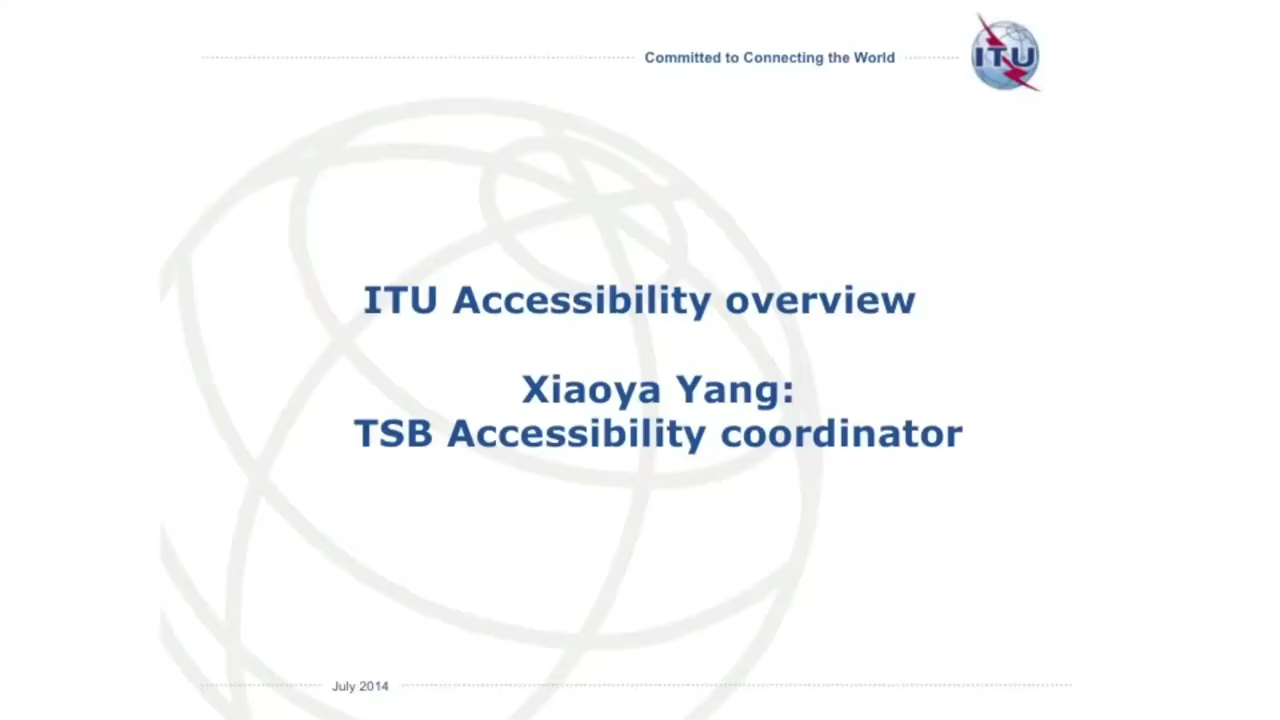 Committed to Connecting the World
ITU
ITU Accessibility overview
Xiaoya Yang:
TSB Accessibility coordinator
July 2014